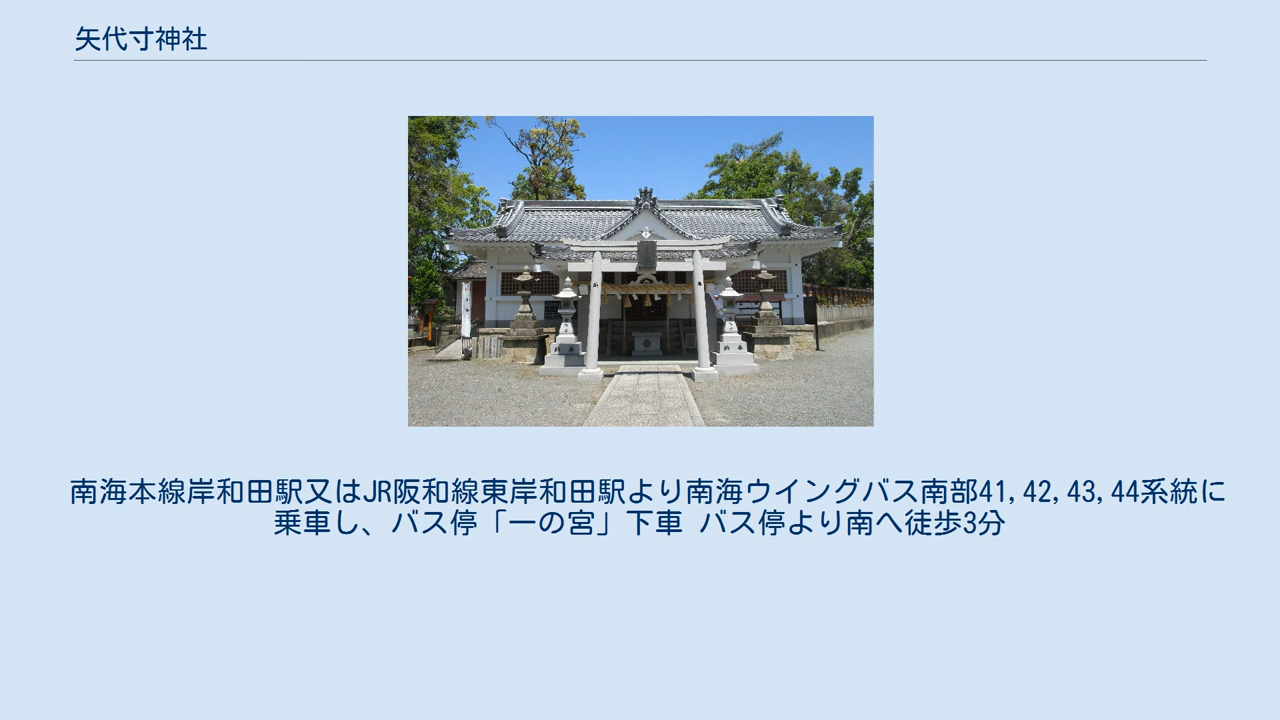 矢代寸神社
南海本線岸和田駅又はJR阪和線東岸和田駅より南海ウイングバス南部41,42,43,44系統に
乗車し、バス停「一の宮」下車 バス停より南へ徒歩3分